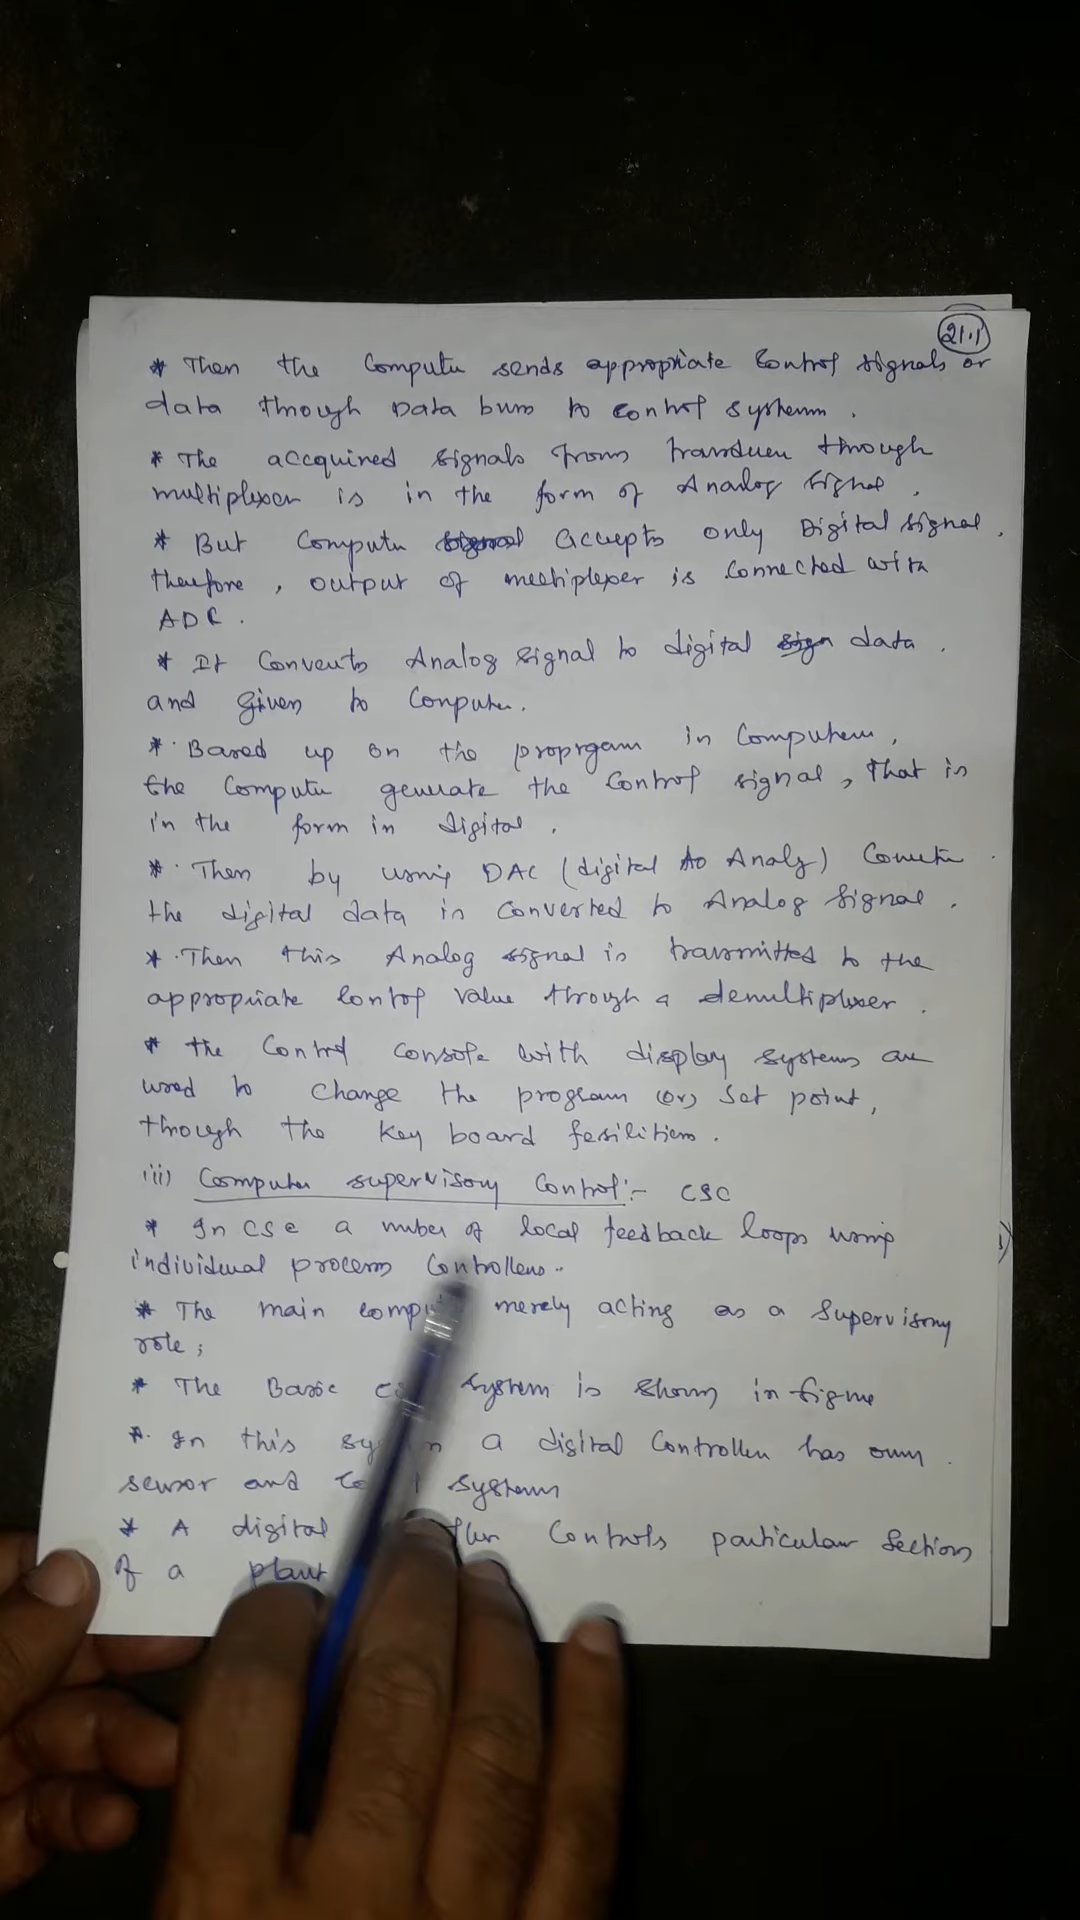 21.1
* Then the Computer sends appropriate Control signals or
data through Data bus to control system .
* The accquired signals from transducer through
multiplexer is in the form of Analog signal .
* But Computer accepts only Digital signal .
therefore , output of multiplexer is connected with
ADC .
* It Converts Analog signal to digital data .
and given to Computer .
* Based up on the in Computer ,
the Computer generate the Control signal , That is
in the form in digital .
* Then by using DAC (digital to Analog)
the digital data is converted to Analog signal .
* Then this Analog signal is transmitted to the
appropriate Control value through a demultiplexer .
* the Control console with display systems are
used to change the program (or) set point ,
through the Key board
iii) Computer supervisory Control :- CSC
* In CSC a number of local feedback loops using
individual process Controllers ..
* The main merely acting as a Supervisory
role ;
* The Basic system is shown in figure
* In this a digital Controller has own
sensor and systems
* A digital Controls particular Section
of a plant